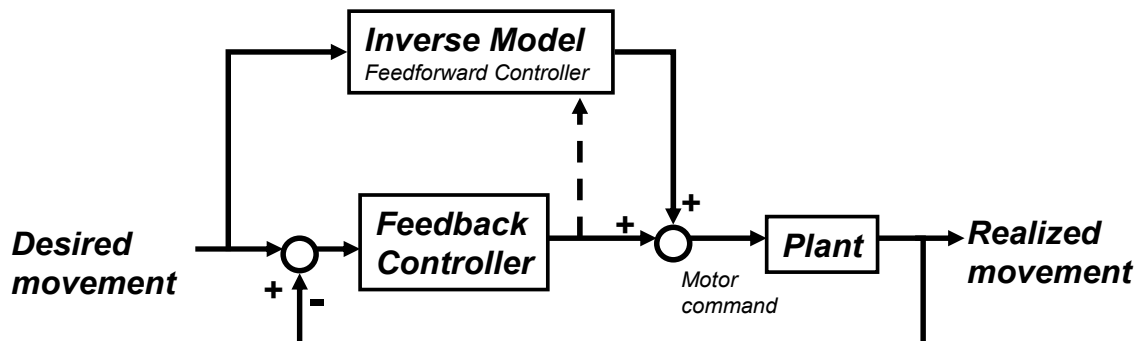 Inverse Model
Feedforward Controller
+
+
Feedback
Controller
Desired
movement
+
-
Plant
Realized
movement
Motor
command